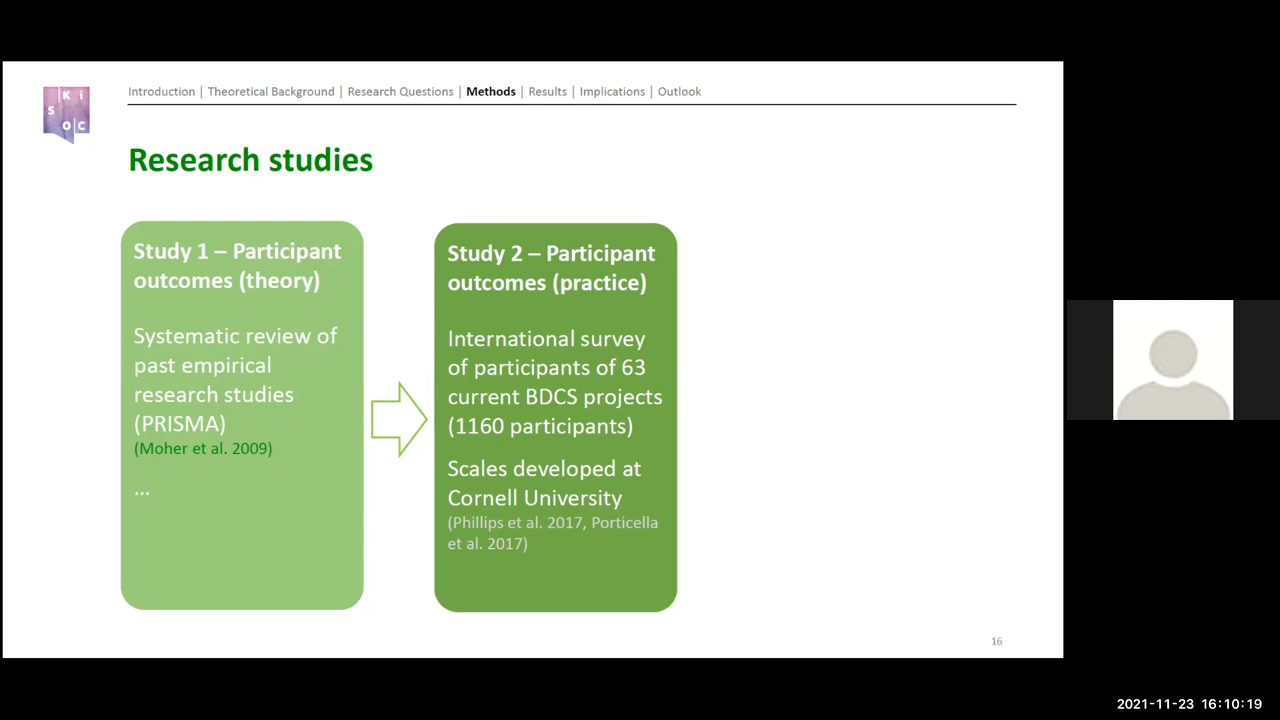 Introduction | Theoretical Background | Research Questions | Methods | Results | Implications | Outlook
K i
S
O C
Research studies
Study 1 – Participant
outcomes (theory)
Systematic review of
past empirical
research studies
(PRISMA)
(Moher et al. 2009)
...
Study 2 – Participant
outcomes (practice)
International survey
of participants of 63
current BDCS projects
(1160 participants)
Scales developed at
Cornell University
(Phillips et al. 2017, Porticella
et al. 2017)
16
2021-11-23 16:10:19